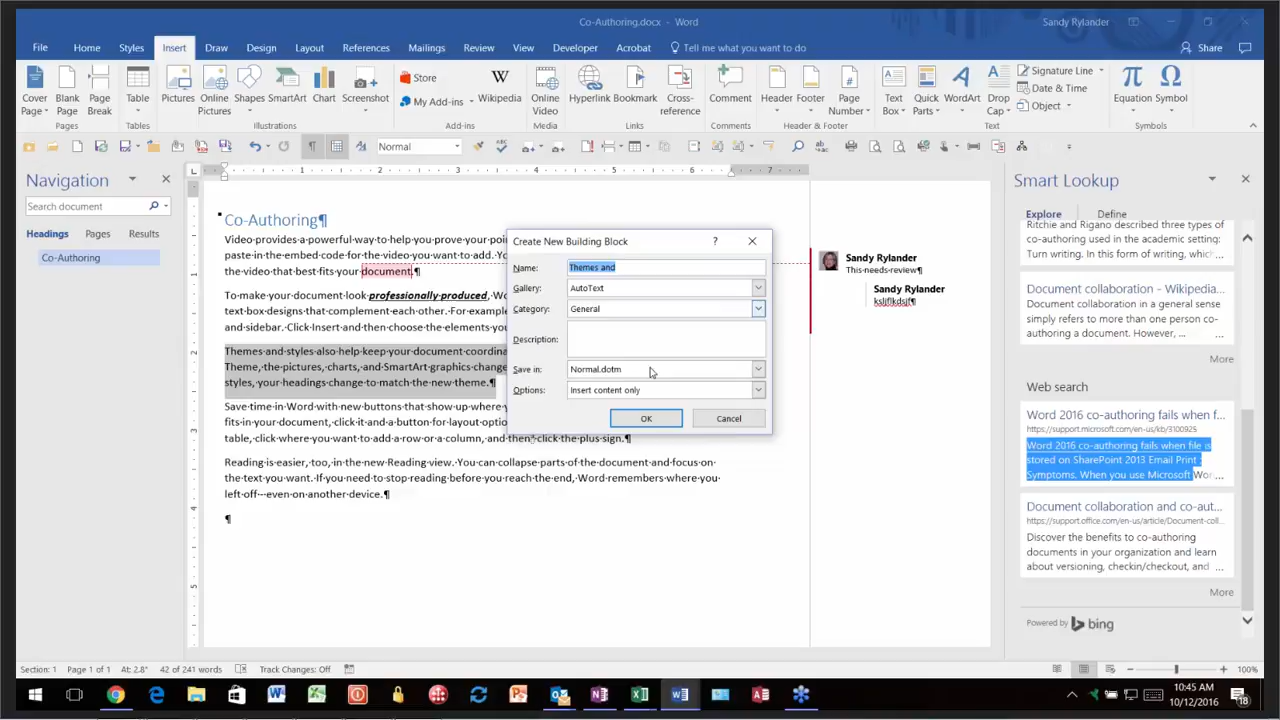 Co-Authoring.docx - Word
Sandy Rylander
File Home Styles Insert Draw Design Layout References Mailings Review View Developer Acrobat Tell me what you want to do Share
Cover Page
Blank Page
Page Break
Pages
Table
Tables
Pictures
Online Pictures
Shapes
SmartArt
Chart
Screenshot
Illustrations
Store
My Add-ins
Wikipedia
Add-ins
Online Video
Media
Hyperlink
Bookmark
Cross-reference
Links
Comment
Comments
Header
Footer
Page Number
Header & Footer
Text Box
Quick Parts
WordArt
Drop Cap
Signature Line
Date & Time
Object
Text
Equation
Symbol
Symbols
Normal
Navigation
Search document
Headings Pages Results
Co-Authoring
1 2 3 4 5 6 7
1
2
3
4
5
Co-Authoring¶
Video·provides·a·powerful·way·to·help·you·prove·your·poi
paste·in·the·embed·code·for·the·video·you·want·to·add.·Yo
the·video·that·best·fits·your·document.¶
To·make·your·document·look·professionally·produced,·Wo
text·box·designs·that·complement·each·other.·For·example
and·sidebar.·Click·Insert·and·then·choose·the·elements·you
Themes·and·styles·also·help·keep·your·document·coordina
Theme,·the·pictures,·charts,·and·SmartArt·graphics·change
styles,·your·headings·change·to·match·the·new·theme.¶
Save·time·in·Word·with·new·buttons·that·show·up·where·y
fits·in·your·document,·click·it·and·a·button·for·layout·optio
table,·click·where·you·want·to·add·a·row·or·a·column,·and·then·click·the·plus·sign.¶
Reading·is·easier,·too,·in·the·new·Reading·view.·You·can·collapse·parts·of·the·document·and·focus·on·
the·text·you·want.·If·you·need·to·stop·reading·before·you·reach·the·end,·Word·remembers·where·you·
left·off·-·even·on·another·device.¶
¶
Create New Building Block
?
Name: Themes and
Gallery: AutoText
Category: General
Description:
Save in: Normal.dotm
Options: Insert content only
OK Cancel
Sandy Rylander
This·needs·review¶
Sandy Rylander
ksljflkdsjf¶
Smart Lookup
Explore Define
Ritchie and Rigano described three types of
co-authoring used in the academic setting:
Turn writing. In this form of writing, which ...
Document collaboration - Wikipedia...
Document collaboration in a general sense
simply refers to more than one person co-
authoring a document. However, ...
More
Web search
Word 2016 co-authoring fails when f...
https://support.microsoft.com/en-us/kb/3100925
Word 2016 co-authoring fails when file is
stored on SharePoint 2013 Email Print ;
Symptoms. When you use Microsoft Wor...
Document collaboration and co-aut...
https://support.office.com/en-us/article/Document-coll...
Discover the benefits to co-authoring
documents in your organization and learn
about versioning, checkin/checkout, and ...
More
Powered by bing
Section: 1 Page 1 of 1 At: 2.8" 42 of 241 words Track Changes: Off 100%
10:45 AM
10/12/2016
18